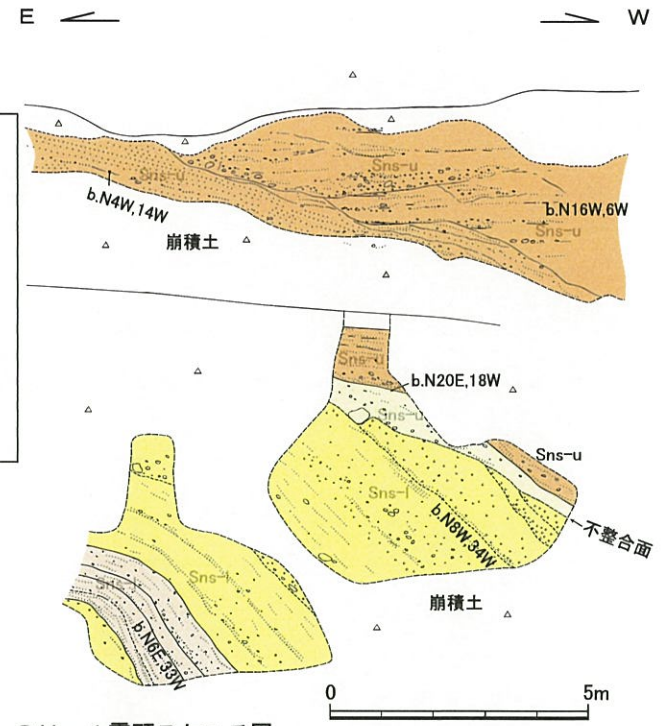 E
W
Sns-u
Sns-u
b.N4W,14W
b.N16W,6W
Sns-u
崩積土
Sns-u
b.N20E,18W
Sns-u
Sns-u
Sns-l
b.N8W,34W
不整合面
Sns-l
Sns-l
b.N6E,33W
崩積土
0
5m